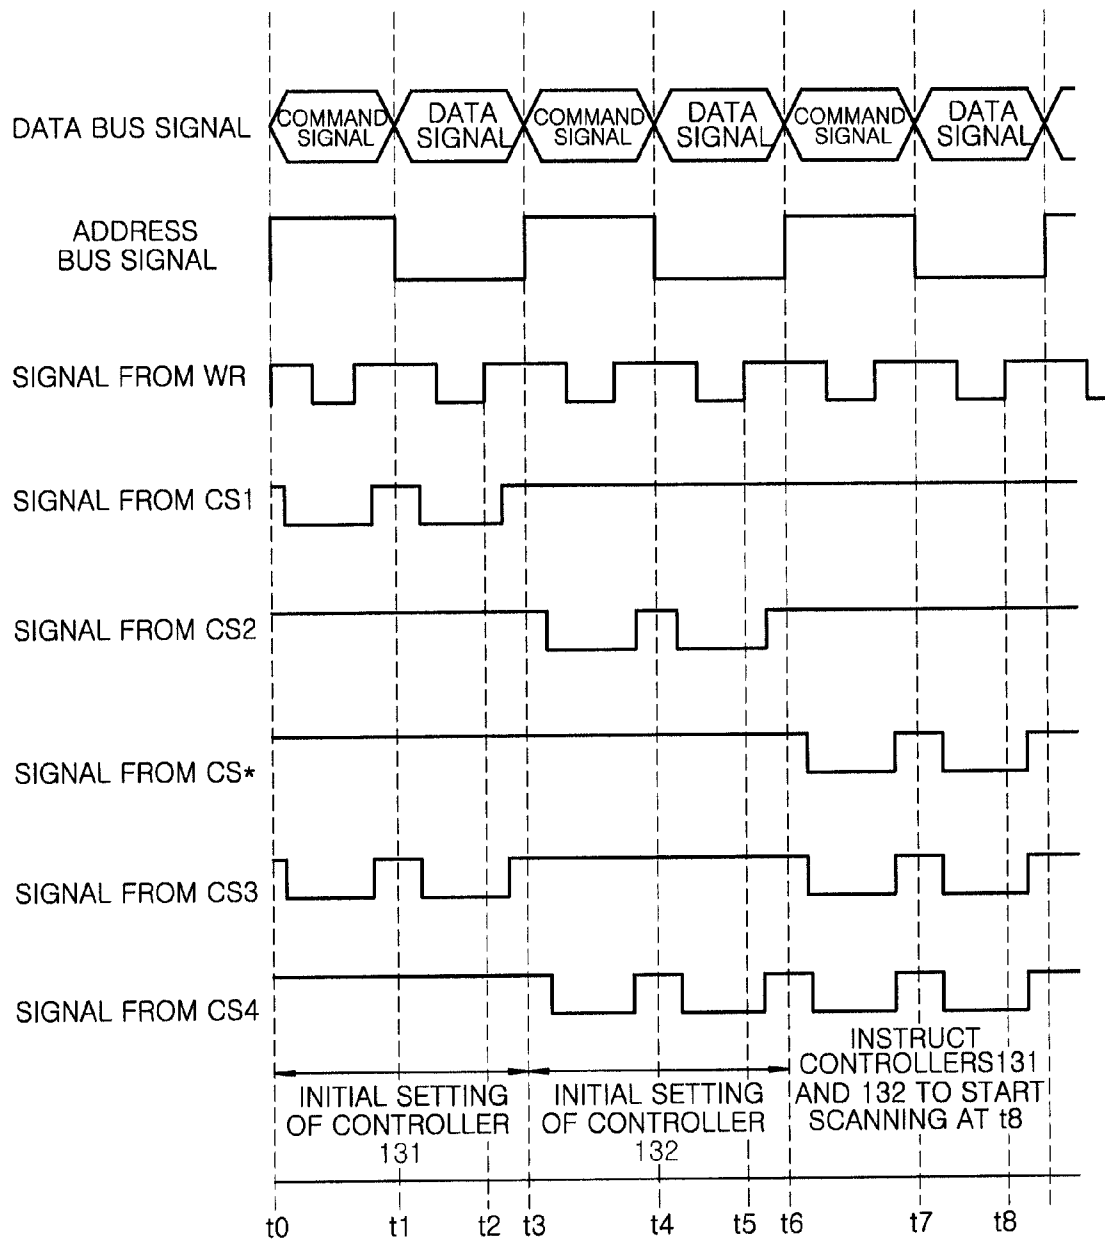 DATA BUS SIGNAL
COMMAND
SIGNAL
DATA
SIGNAL
COMMAND
SIGNAL
DATA
SIGNAL
COMMAND
SIGNAL
DATA
SIGNAL
ADDRESS
BUS SIGNAL
SIGNAL FROM WR
SIGNAL FROM CS1
SIGNAL FROM CS2
SIGNAL FROM CS*
SIGNAL FROM CS3
SIGNAL FROM CS4
INITIAL SETTING
OF CONTROLLER
131
INITIAL SETTING
OF CONTROLLER
132
INSTRUCT
CONTROLLERS131
AND 132 TO START
SCANNING AT t8
t0 t1 t2 t3 t4 t5 t6 t7 t8